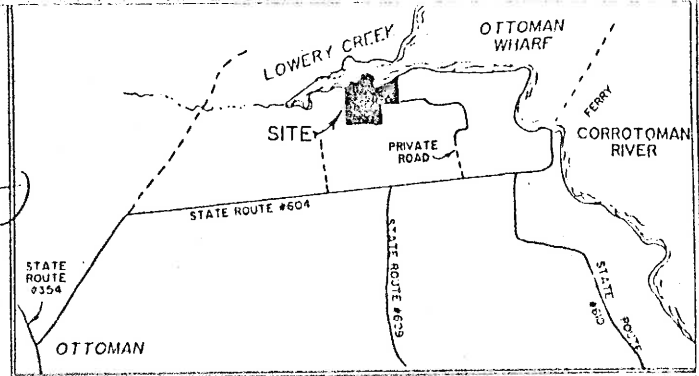 LOWERY CREEK
OTTOMAN
WHARF
FERRY
SITE
CORROTOMAN
RIVER
PRIVATE
ROAD
STATE ROUTE #604
STATE
ROUTE
#354
STATE ROUTE #629
STATE ROUTE
OTTOMAN